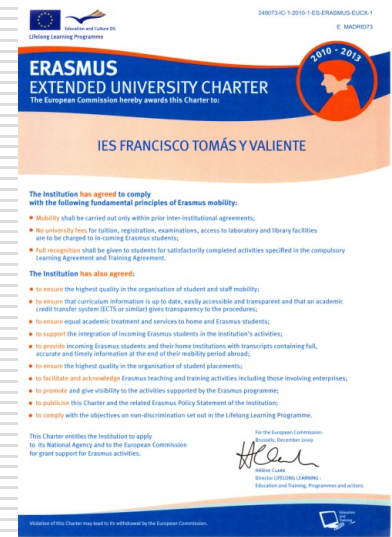 249073-IC-1-2010-1-ES-ERASMUS-EUCX-1
E MADRID73
Education and Culture DG
Lifelong Learning Programme
2010 - 2013
ERASMUS
EXTENDED UNIVERSITY CHARTER
The European Commission hereby awards this Charter to:
IES FRANCISCO TOMÁS Y VALIENTE
The Institution has agreed to comply
with the following fundamental principles of Erasmus mobility:
• Mobility shall be carried out only within prior inter-institutional agreements;
• No university fees for tuition, registration, examinations, access to laboratory and library facilities
are to be charged to in-coming Erasmus students;
• Full recognition shall be given to students for satisfactorily completed activities specified in the compulsory
Learning Agreement and Training Agreement.
The Institution has also agreed:
• to ensure the highest quality in the organisation of student and staff mobility;
• to ensure that curriculum information is up to date, easily accessible and transparent and that an academic
credit transfer system (ECTS or similar) gives transparency to the procedures;
• to ensure equal academic treatment and services to home and Erasmus students;
• to support the integration of incoming Erasmus students in the Institution's activities;
• to provide incoming Erasmus students and their home Institutions with transcripts containing full,
accurate and timely information at the end of their mobility period abroad;
• to ensure the highest quality in the organisation of student placements;
• to facilitate and acknowledge Erasmus teaching and training activities including those involving enterprises;
• to promote and give visibility to the activities supported by the Erasmus programme;
• to publicise this Charter and the related Erasmus Policy Statement of the Institution;
• to comply with the objectives on non-discrimination set out in the Lifelong Learning Programme.
This Charter entitles the Institution to apply
to its National Agency and to the European Commission
for grant support for Erasmus activities.
For the European Commission:
Brussels, December 2009
Hélène Clark
Director LIFELONG LEARNING :
Education and Training, Programmes and actions
Violation of this Charter may lead to its withdrawal by the European Commission.
Education
and
Training